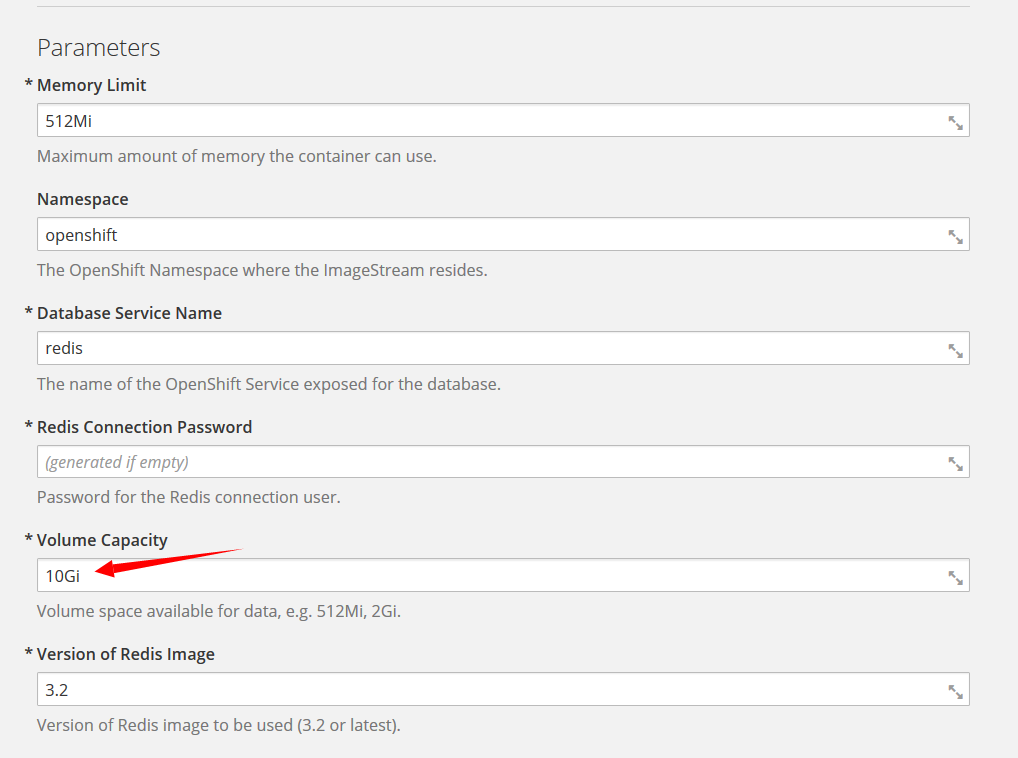 Parameters
* Memory Limit
512Mi
Maximum amount of memory the container can use.
Namespace
openshift
The OpenShift Namespace where the ImageStream resides.
* Database Service Name
redis
The name of the OpenShift Service exposed for the database.
* Redis Connection Password
(generated if empty)
Password for the Redis connection user.
* Volume Capacity
10Gi
Volume space available for data, e.g. 512Mi, 2Gi.
* Version of Redis Image
3.2
Version of Redis image to be used (3.2 or latest).